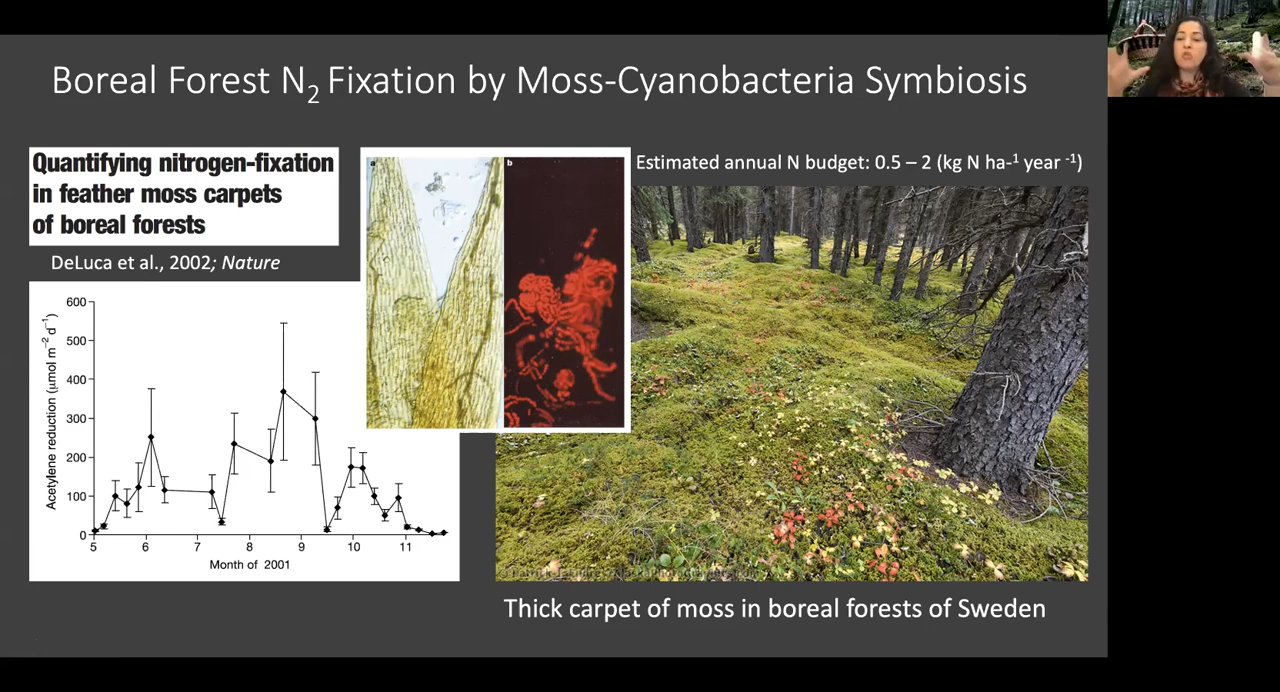 Boreal Forest N2 Fixation by Moss-Cyanobacteria Symbiosis
Quantifying nitrogen-fixation
in feather moss carpets
of boreal forests
DeLuca et al., 2002; Nature
a
b
Estimated annual N budget: 0.5 – 2 (kg N ha-1 year -1)
Acetylene reduction (μmol m−2 d−1)
600
500
400
300
200
100
0
5 6 7 8 9 10 11
Month of 2001
Thick carpet of moss in boreal forests of Sweden